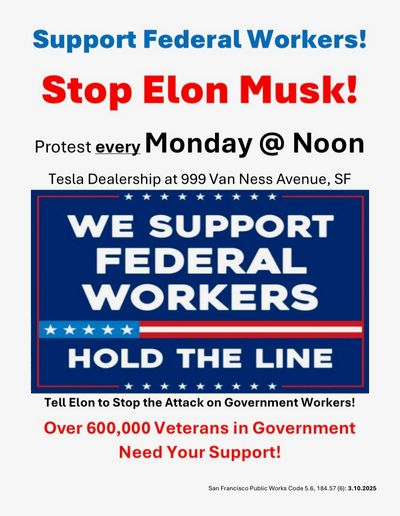 Support Federal Workers!
Stop Elon Musk!
Protest every Monday @ Noon
Tesla Dealership at 999 Van Ness Avenue, SF
WE SUPPORT
FEDERAL
WORKERS
HOLD THE LINE
Tell Elon to Stop the Attack on Government Workers!
Over 600,000 Veterans in Government
Need Your Support!
San Francisco Public Works Code 5.6, 184.57 (6): 3.10.2025